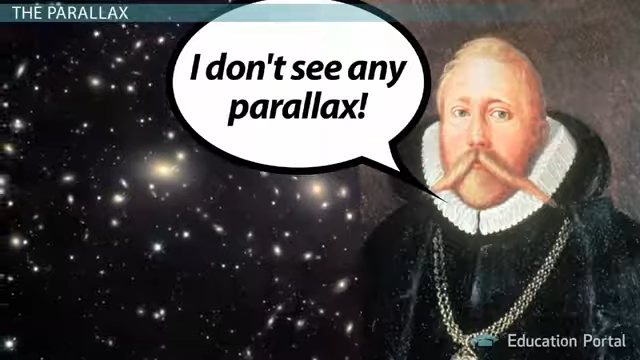 THE PARALLAX
I don't see any
parallax!
Education Portal